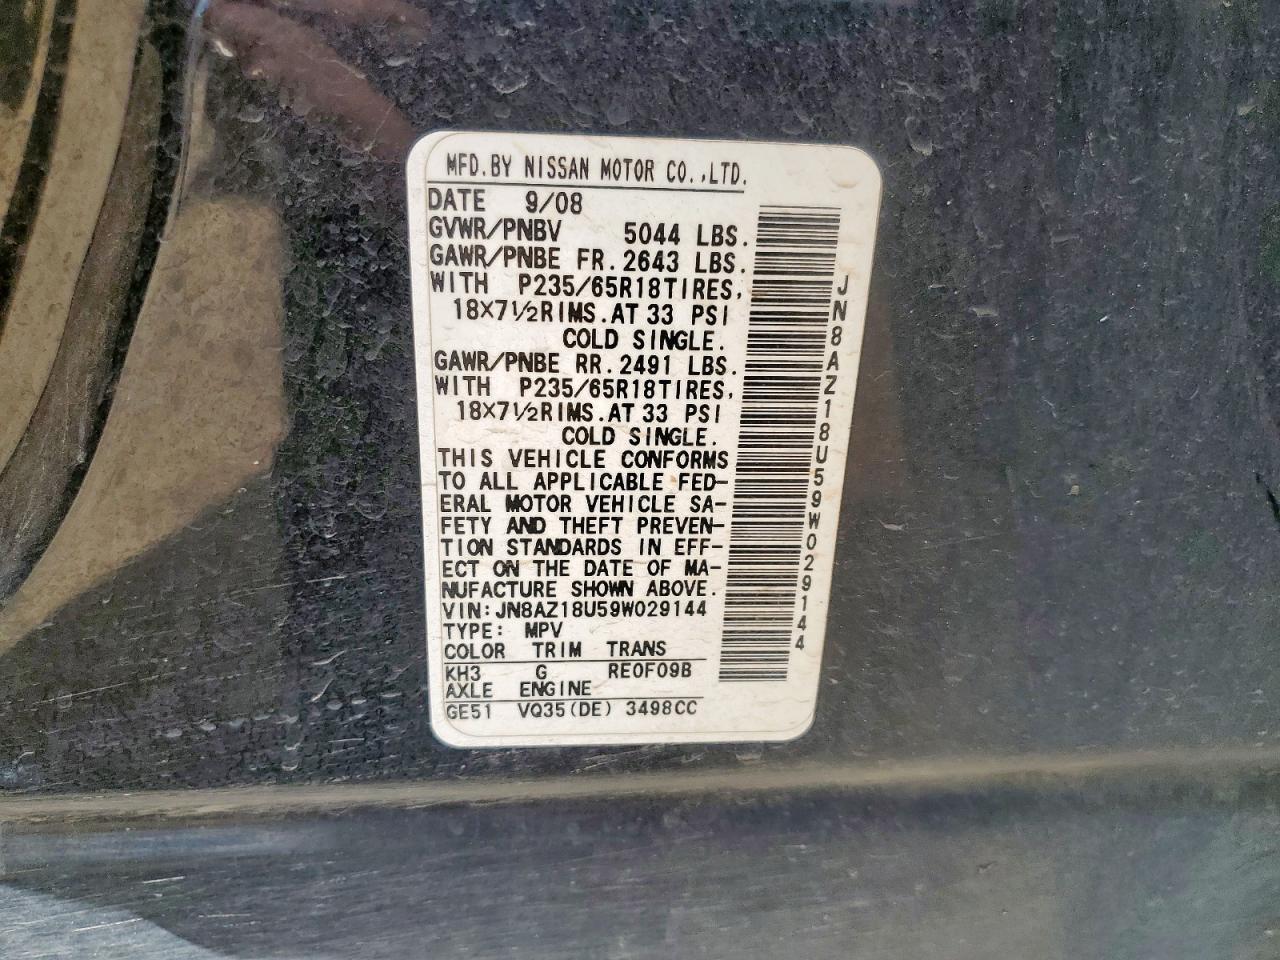 MFD.BY NISSAN MOTOR CO.,LTD.
DATE 9/08
GVWR/PNBV 5044 LBS.
GAWR/PNBE FR.2643 LBS.
WITH P235/65R18TIRES,
18X7½RIMS.AT 33 PSI
COLD SINGLE.
GAWR/PNBE RR.2491 LBS.
WITH P235/65R18TIRES,
18X7½RIMS.AT 33 PSI
COLD SINGLE.
THIS VEHICLE CONFORMS
TO ALL APPLICABLE FED-
ERAL MOTOR VEHICLE SA-
FETY AND THEFT PREVEN-
TION STANDARDS IN EFF-
ECT ON THE DATE OF MA-
NUFACTURE SHOWN ABOVE.
VIN:JN8AZ18U59W029144
TYPE: MPV
COLOR TRIM TRANS
KH3 G RE0F09B
AXLE ENGINE
GE51 VQ35(DE) 3498CC
JN8AZ18U59W029144